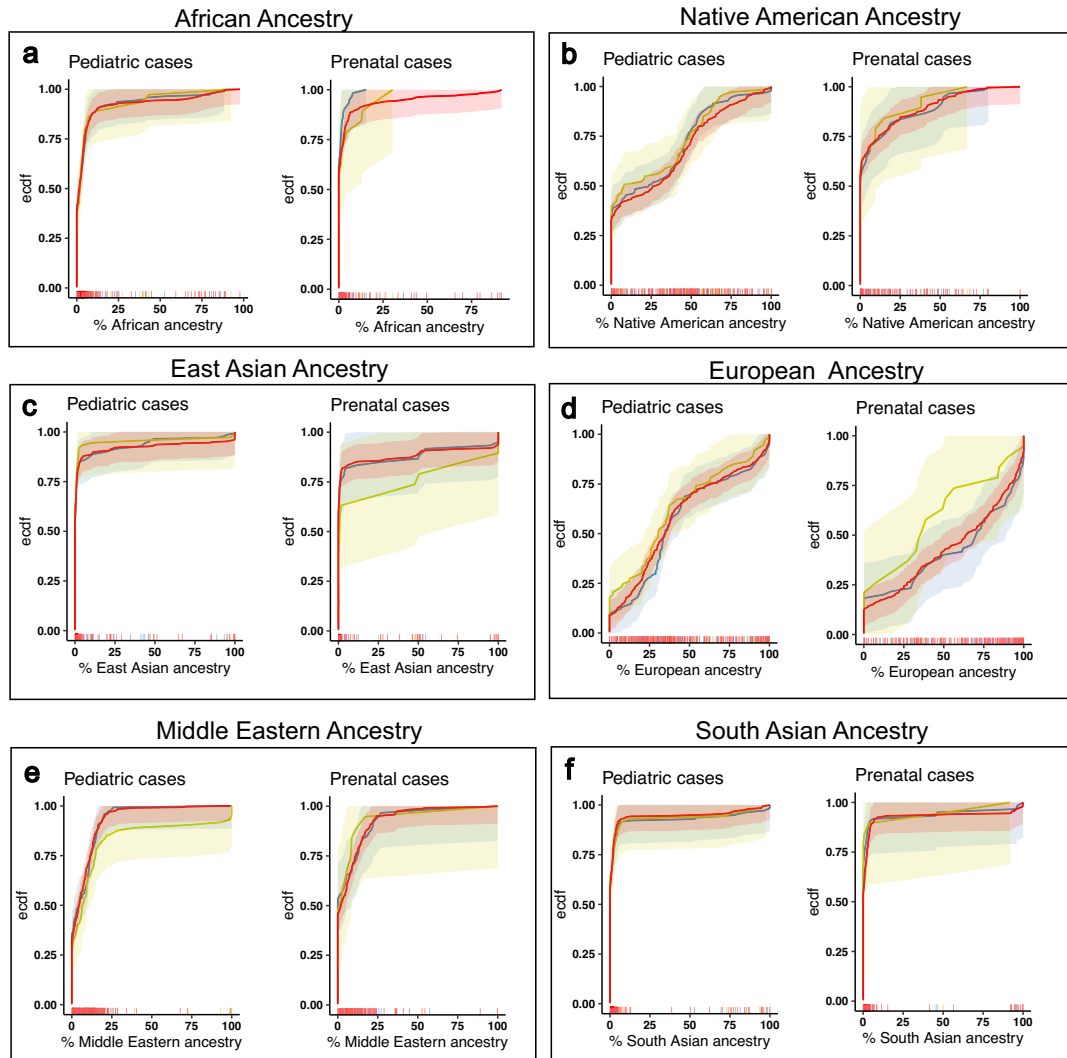 African Ancestry
Native American Ancestry
a
Pediatric cases
Prenatal cases
ecdf
1.00
0.75
0.50
0.25
0.00
0 25 50 75 100
% African ancestry
ecdf
1.00
0.75
0.50
0.25
0.00
0 25 50 75
% African ancestry
b
Pediatric cases
Prenatal cases
ecdf
1.00
0.75
0.50
0.25
0.00
0 25 50 75 100
% Native American ancestry
ecdf
1.00
0.75
0.50
0.25
0.00
0 25 50 75 100
% Native American ancestry
East Asian Ancestry
European Ancestry
c
Pediatric cases
Prenatal cases
ecdf
1.00
0.75
0.50
0.25
0.00
0 25 50 75 100
% East Asian ancestry
ecdf
1.00
0.75
0.50
0.25
0.00
0 25 50 75 100
% East Asian ancestry
d
Pediatric cases
Prenatal cases
ecdf
1.00
0.75
0.50
0.25
0.00
0 25 50 75 100
% European ancestry
ecdf
1.00
0.75
0.50
0.25
0.00
0 25 50 75 100
% European ancestry
Middle Eastern Ancestry
South Asian Ancestry
e
Pediatric cases
Prenatal cases
ecdf
1.00
0.75
0.50
0.25
0.00
0 25 50 75 100
% Middle Eastern ancestry
ecdf
1.00
0.75
0.50
0.25
0.00
0 25 50 75 100
% Middle Eastern ancestry
f
Pediatric cases
Prenatal cases
ecdf
1.00
0.75
0.50
0.25
0.00
0 25 50 75 100
% South Asian ancestry
ecdf
1.00
0.75
0.50
0.25
0.00
0 25 50 75 100
% South Asian ancestry